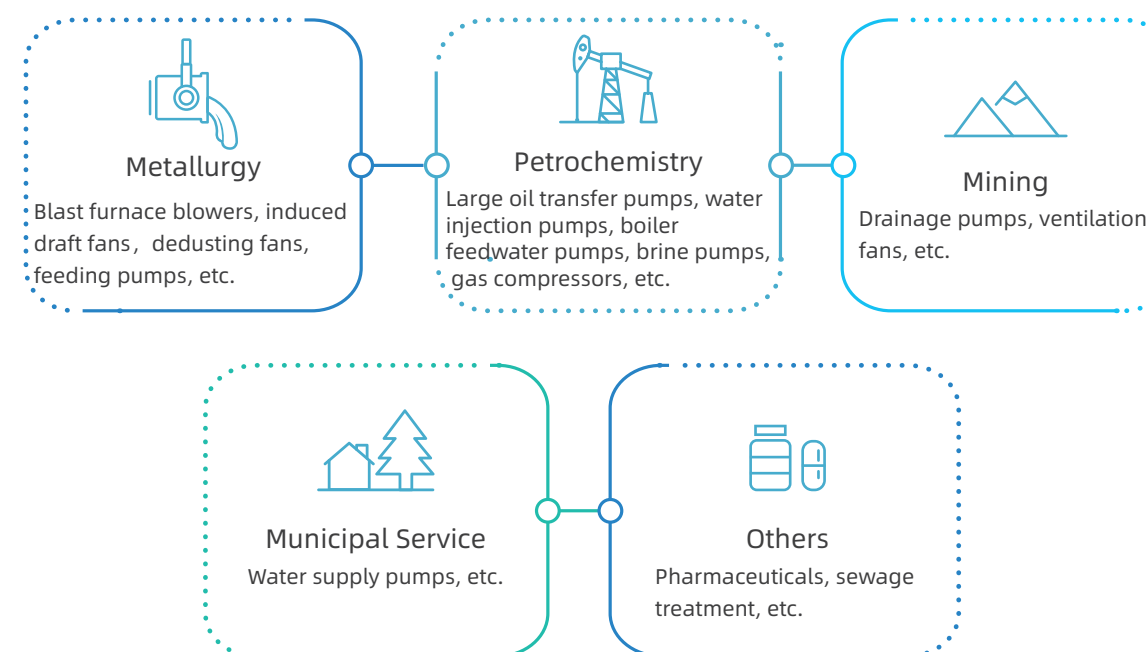 Metallurgy
Blast furnace blowers, induced
draft fans，dedusting fans,
feeding pumps, etc.
Petrochemistry
Large oil transfer pumps, water
injection pumps, boiler
feedwater pumps, brine pumps,
gas compressors, etc.
Mining
Drainage pumps, ventilation
fans, etc.
Municipal Service
Water supply pumps, etc.
Others
Pharmaceuticals, sewage
treatment, etc.